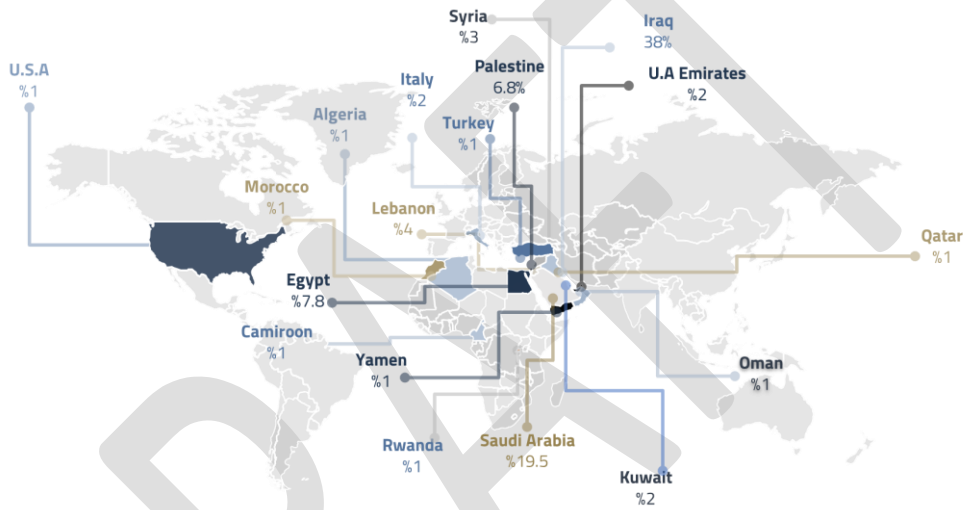 Syria
%3
Iraq
38%
U.S.A
%1
Italy
%2
Palestine
6.8%
U.A Emirates
%2
Algeria
%1
Turkey
%1
Morocco
%1
Lebanon
%4
Qatar
%1
Egypt
%7.8
Camiroon
%1
Yamen
%1
Oman
%1
Rwanda
%1
Saudi Arabia
%19.5
Kuwait
%2